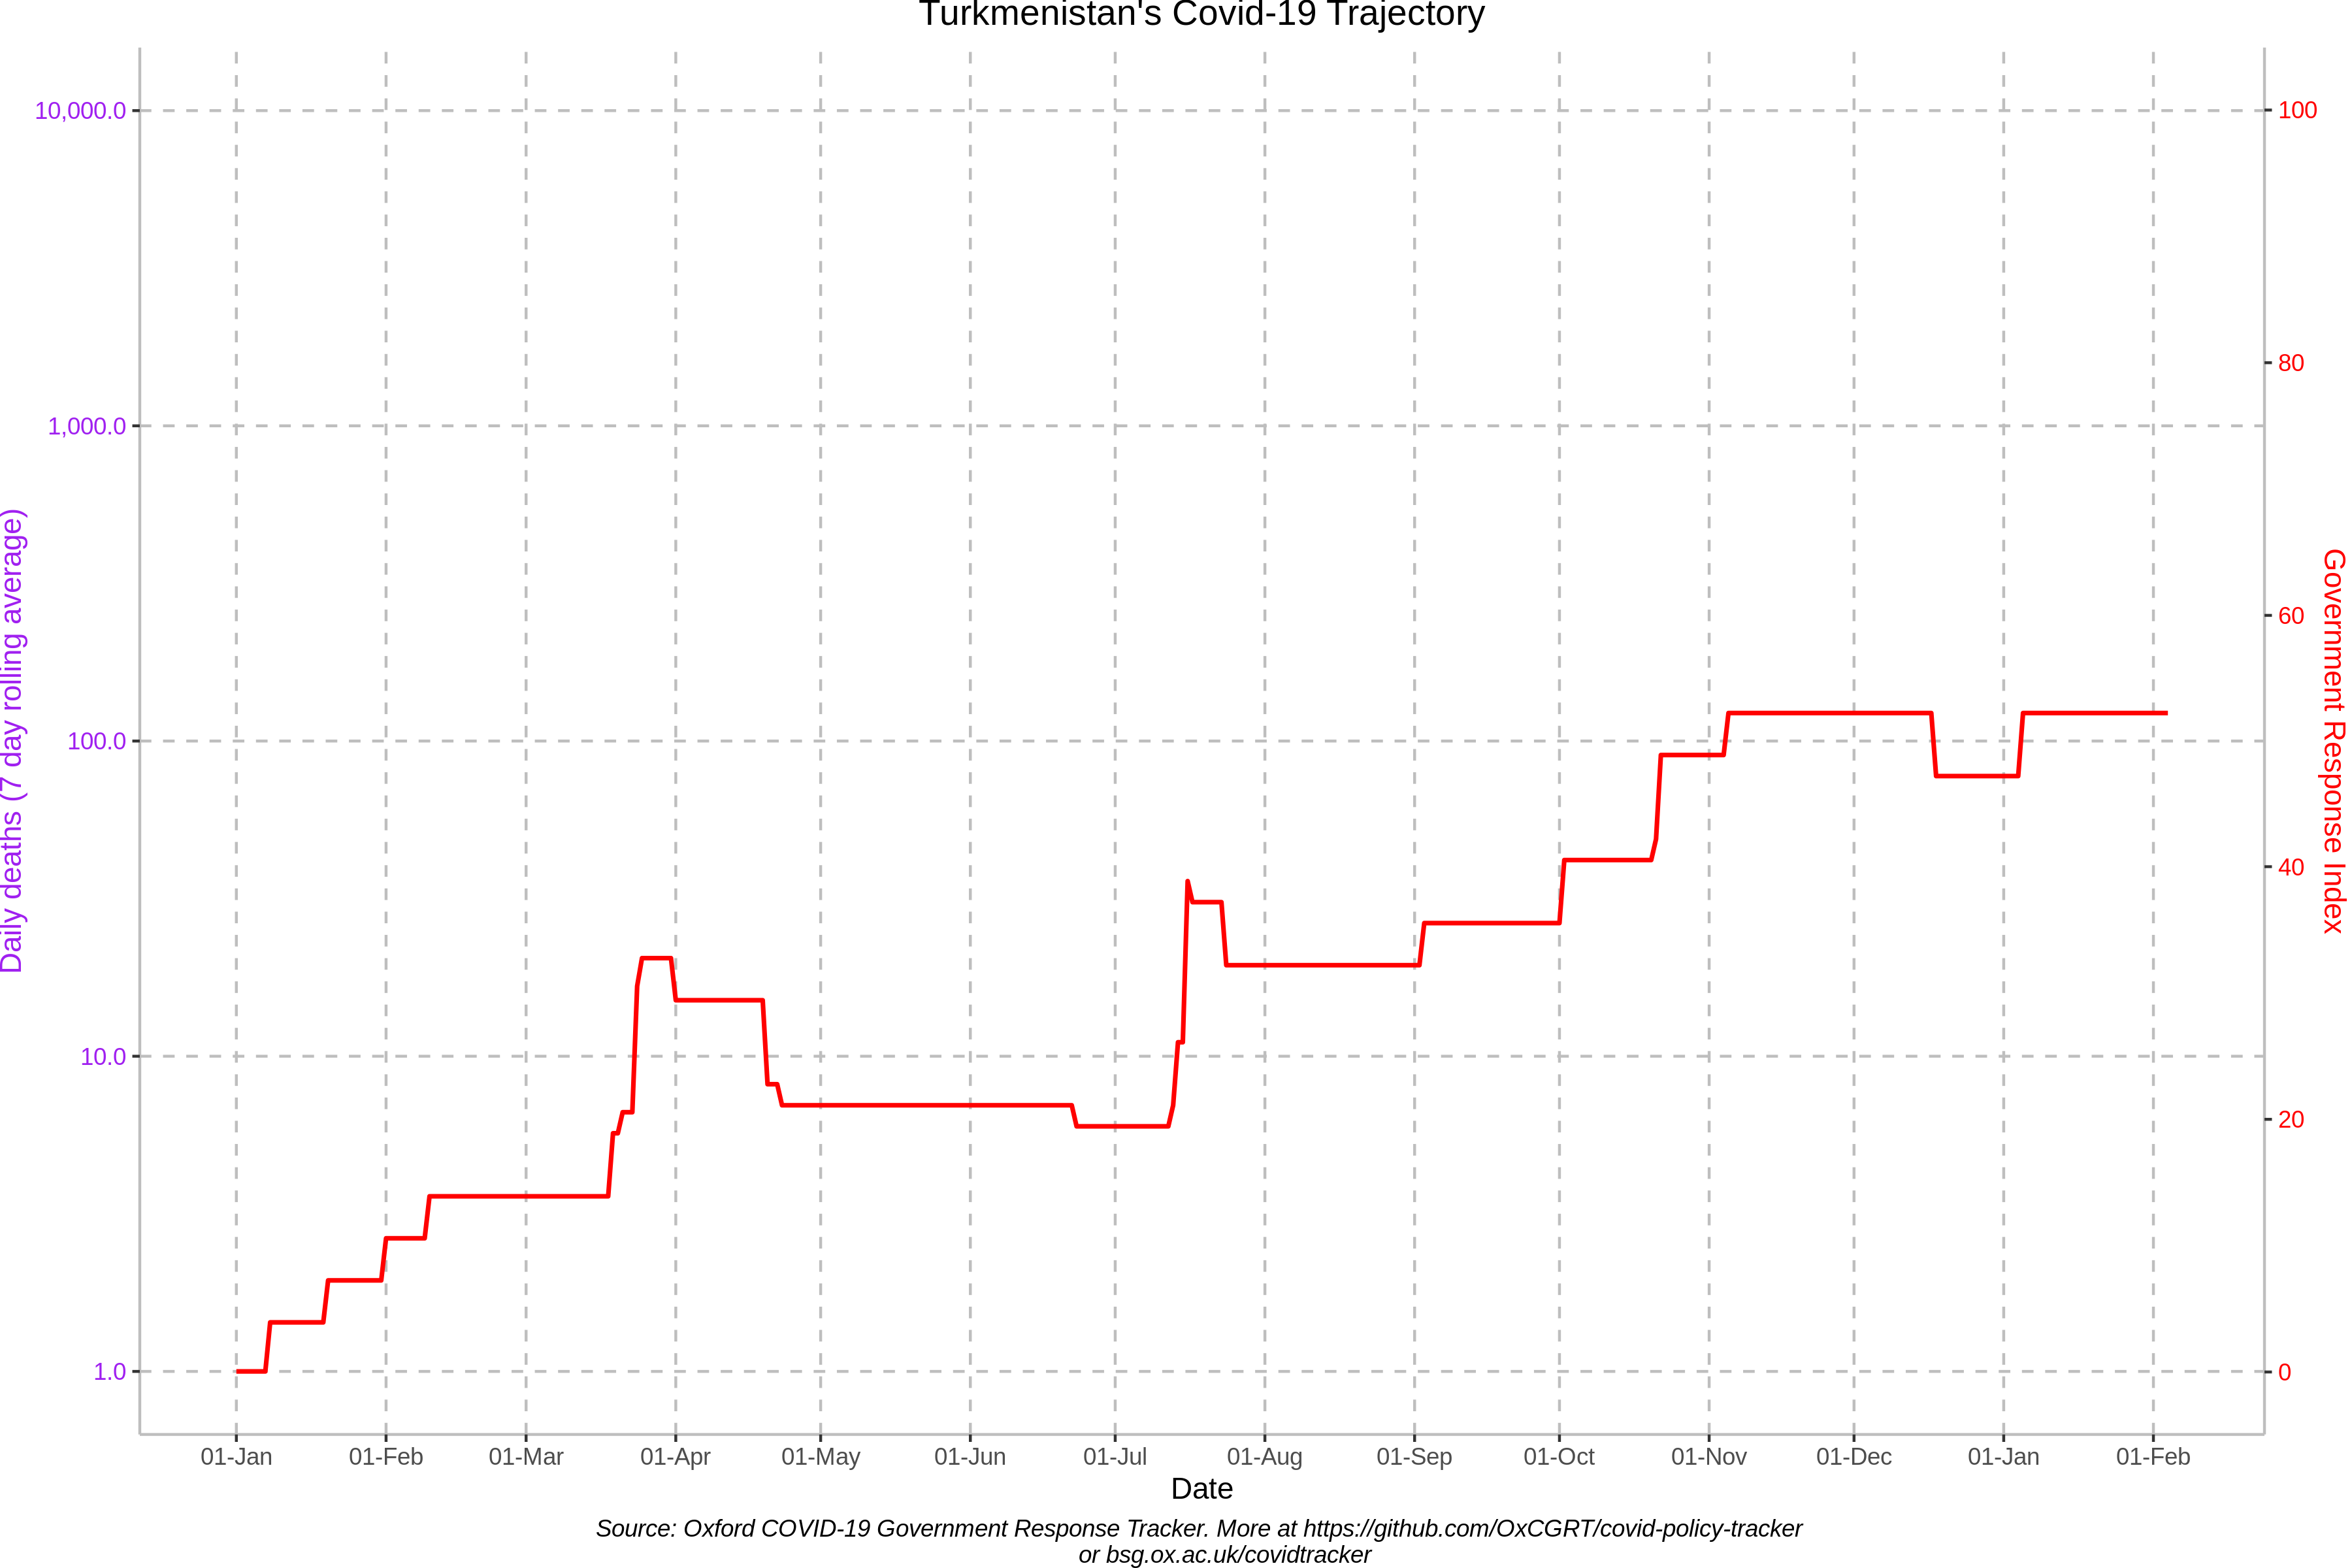 Turkmenistan's Covid-19 Trajectory
10,000.0
1,000.0
100.0
10.0
1.0
Daily deaths (7 day rolling average)
100
80
60
40
20
0
Government Response Index
01-Jan 01-Feb 01-Mar 01-Apr 01-May 01-Jun 01-Jul 01-Aug 01-Sep 01-Oct 01-Nov 01-Dec 01-Jan 01-Feb
Date
Source: Oxford COVID-19 Government Response Tracker. More at https://github.com/OxCGRT/covid-policy-tracker
or bsg.ox.ac.uk/covidtracker